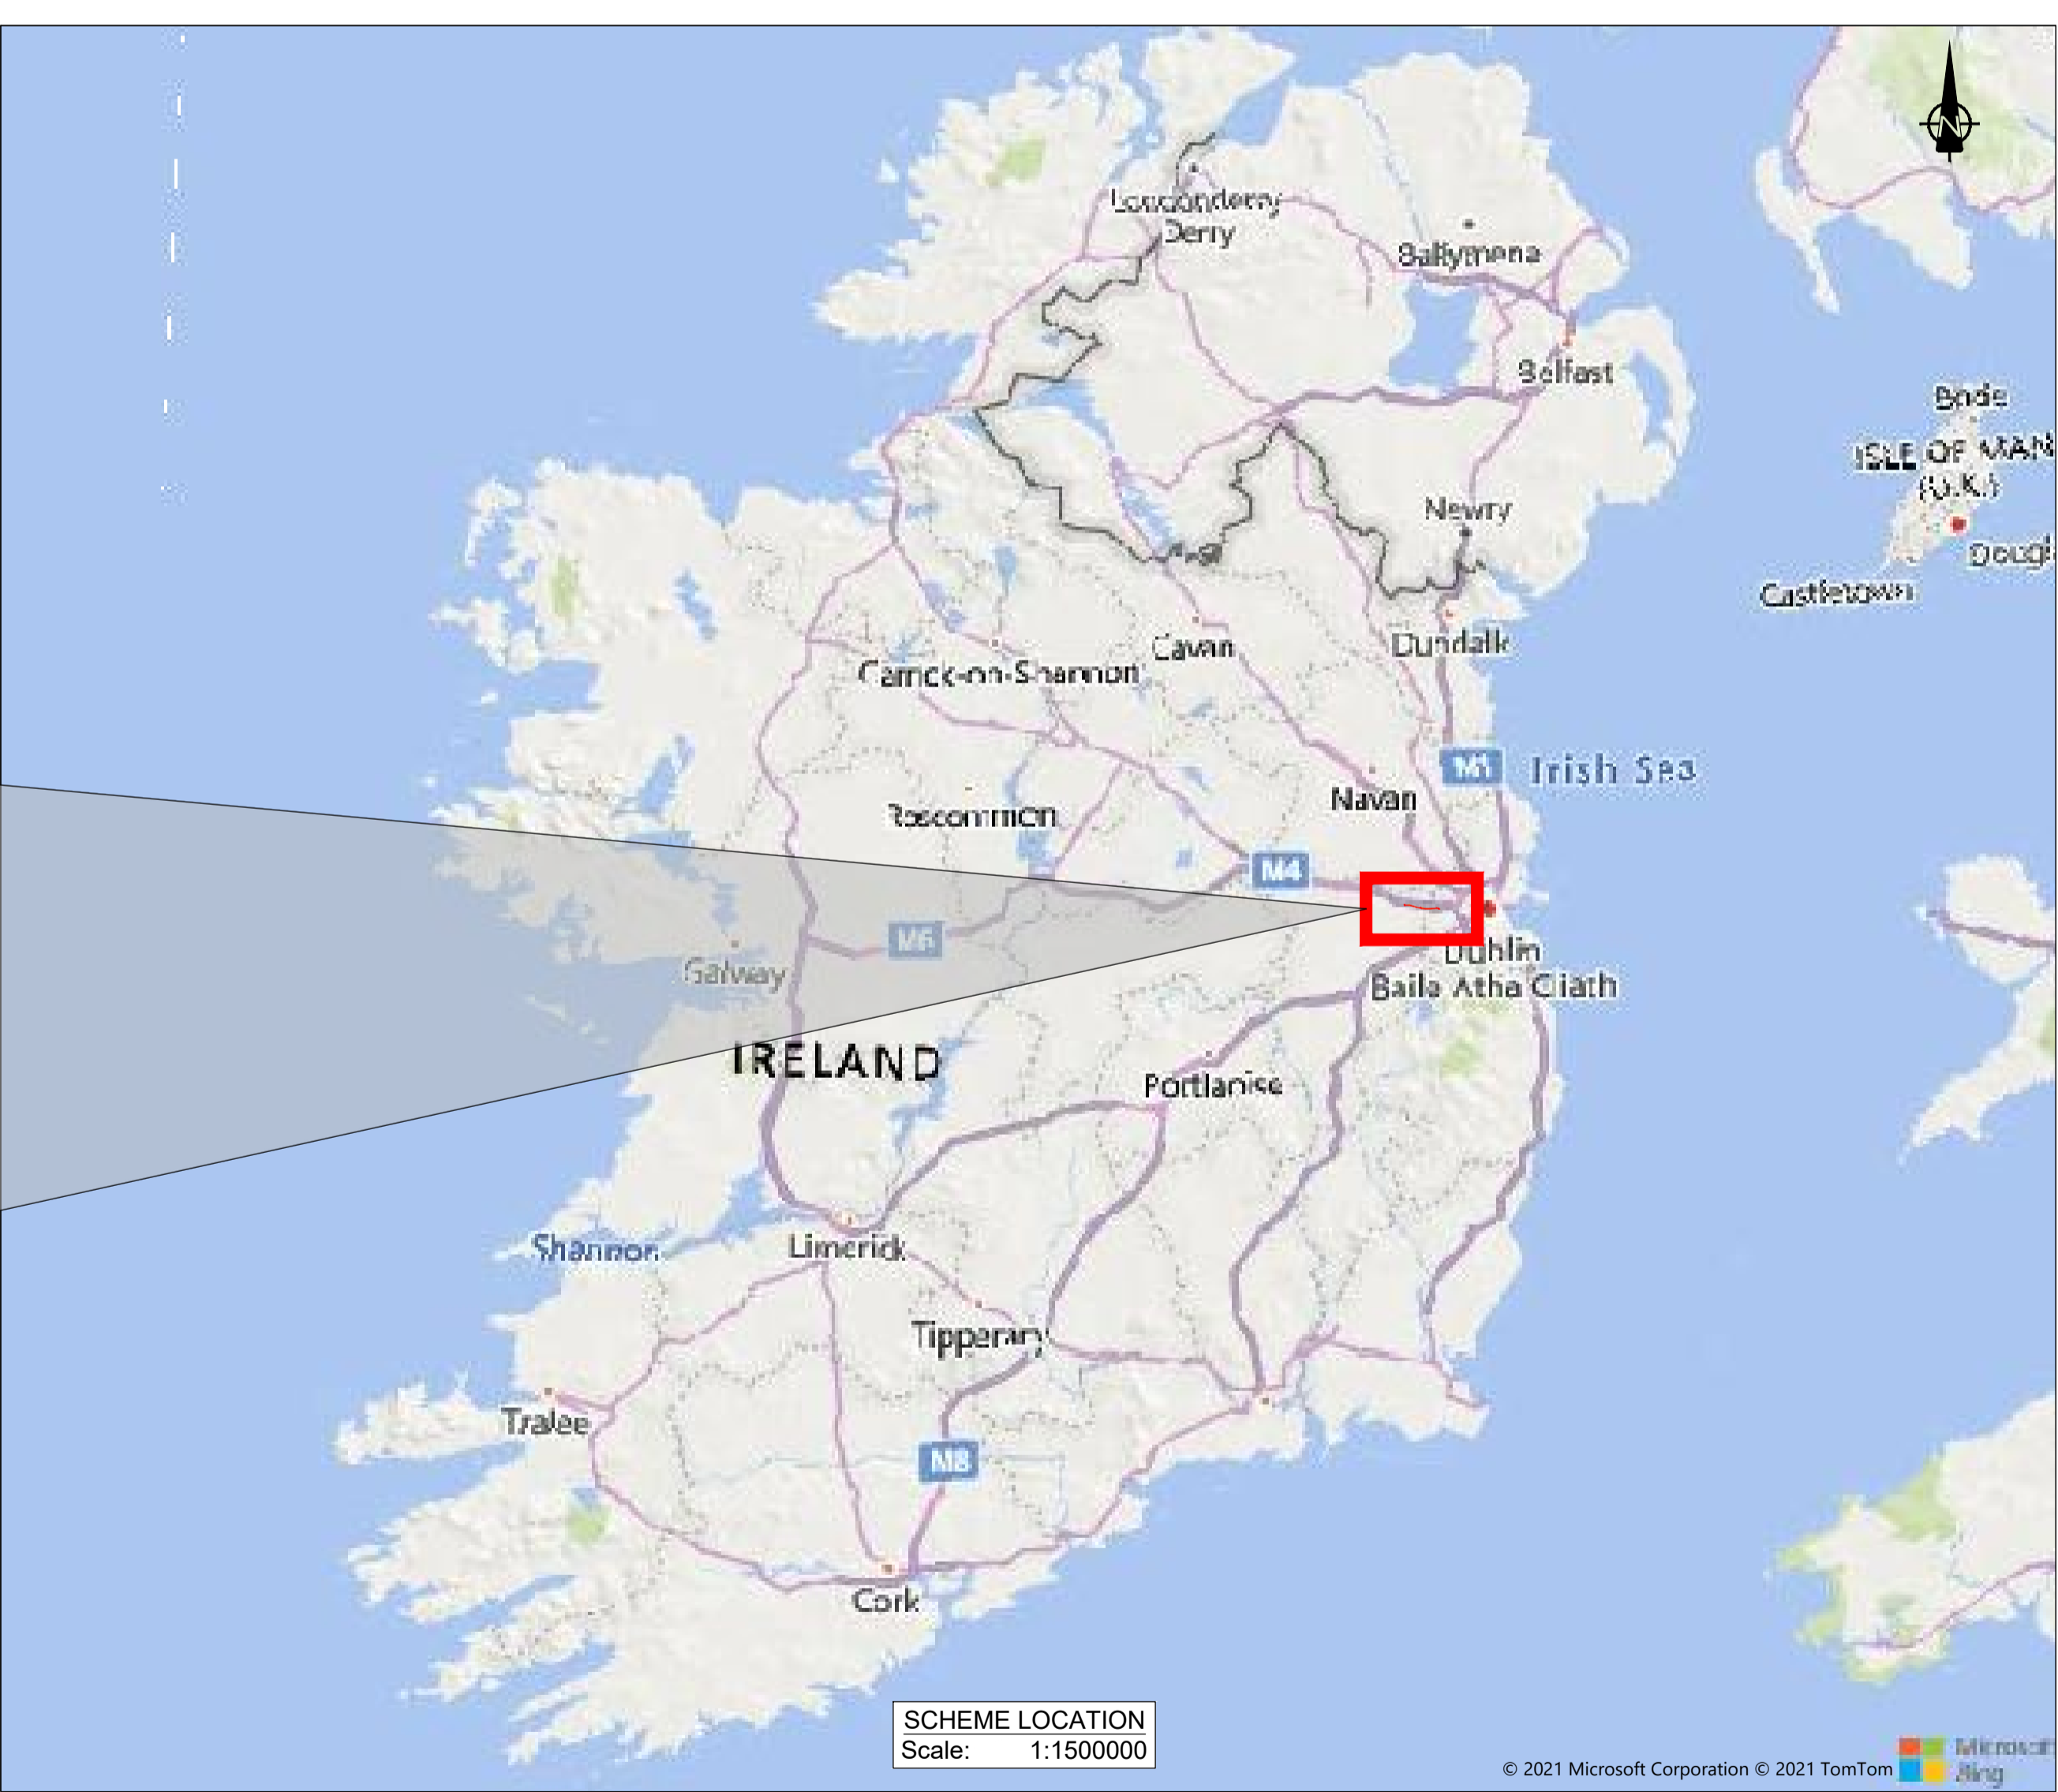 N
Londonderry
Derry
Ballymena
Belfast
Bride
ISLE OF MAN
(U.K.)
Newry
Castletown
Cavan
Dundalk
Carrick-on-Shannon
M1
Irish Sea
Navan
Roscommon
M4
M6
Galway
Dublin
Baile Atha Cliath
IRELAND
Portlaoise
Shannon
Limerick
Tipperary
Tralee
M8
Cork
SCHEME LOCATION
Scale: 1:1500000
© 2021 Microsoft Corporation © 2021 TomTom
Microsoft
Bing